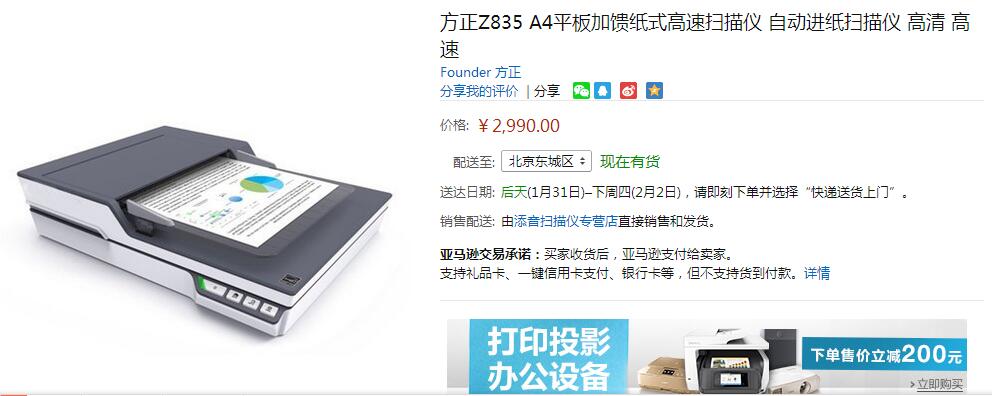 方正Z835 A4平板加馈纸式高速扫描仪 自动进纸扫描仪 高清 高
速
Founder 方正
分享我的评价 | 分享
价格: ￥2,990.00
配送至: 北京东城区 现在有货
送达日期: 后天(1月31日)–下周四(2月2日)，请即刻下单并选择“快递送货上门”。
销售配送: 由添音扫描仪专营店直接销售和发货。
亚马逊交易承诺：买家收货后，亚马逊支付给卖家。
支持礼品卡、一键信用卡支付、银行卡等，但不支持货到付款。详情
打印投影
办公设备
下单售价立减200元
>立即购买